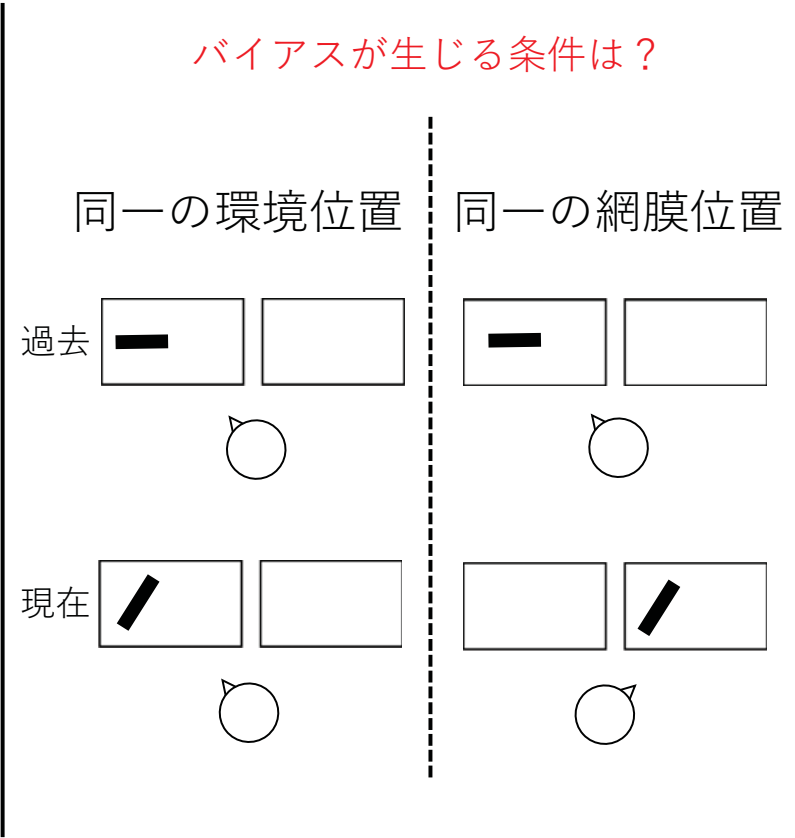 バイアスが生じる条件は？
同一の環境位置
同一の網膜位置
過去
現在